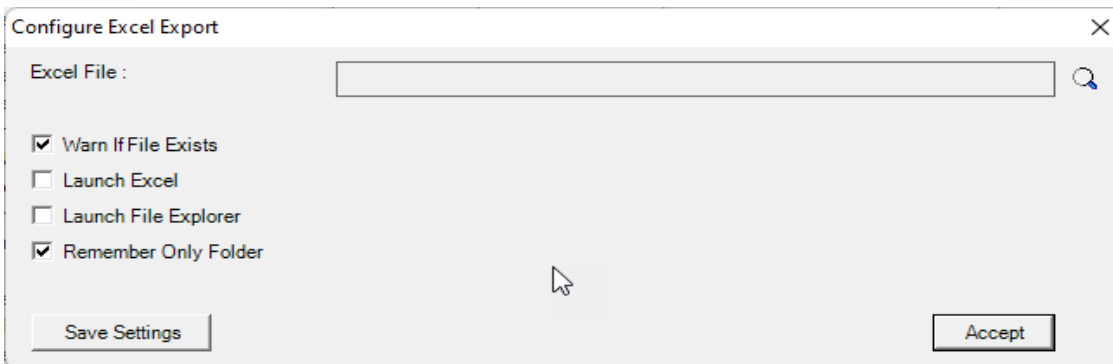 Configure Excel Export
Excel File :
Warn If File Exists
Launch Excel
Launch File Explorer
Remember Only Folder
Save Settings Accept